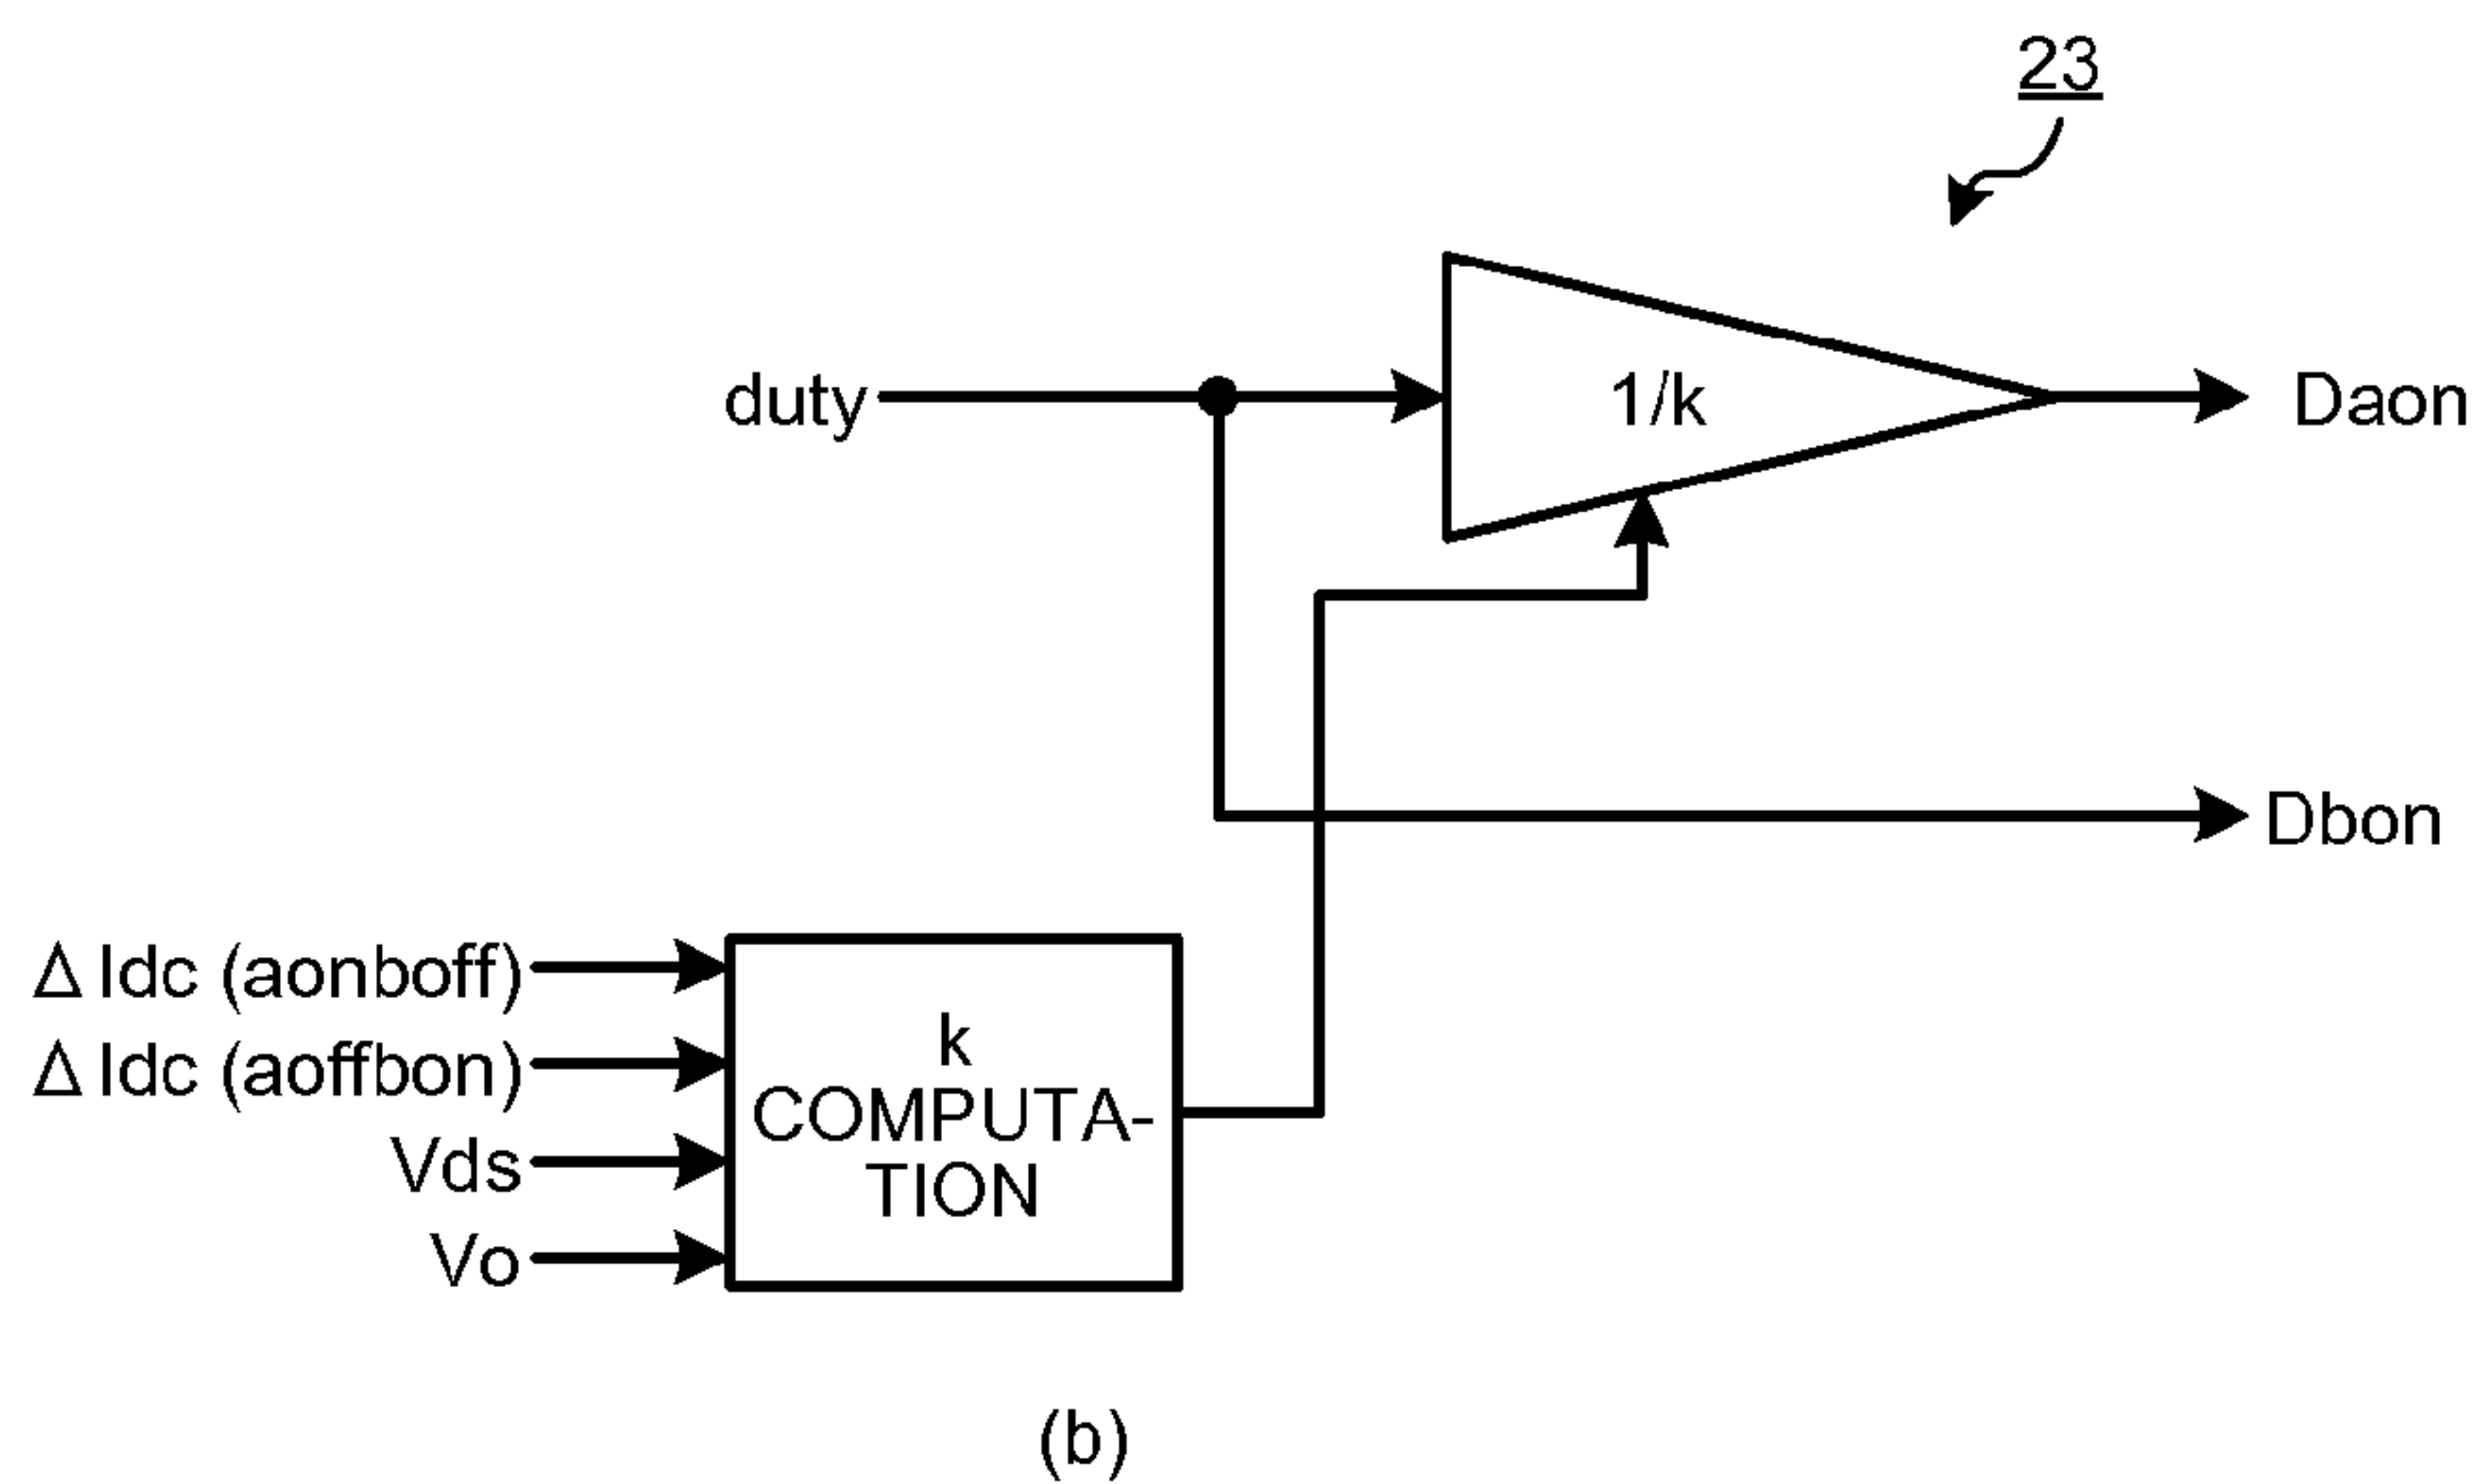 23
duty
1/k
Daon
Dbon
Δ Idc (aonboff)
Δ Idc (aoffbon)
Vds
Vo
k
COMPUTA-
TION
(b)